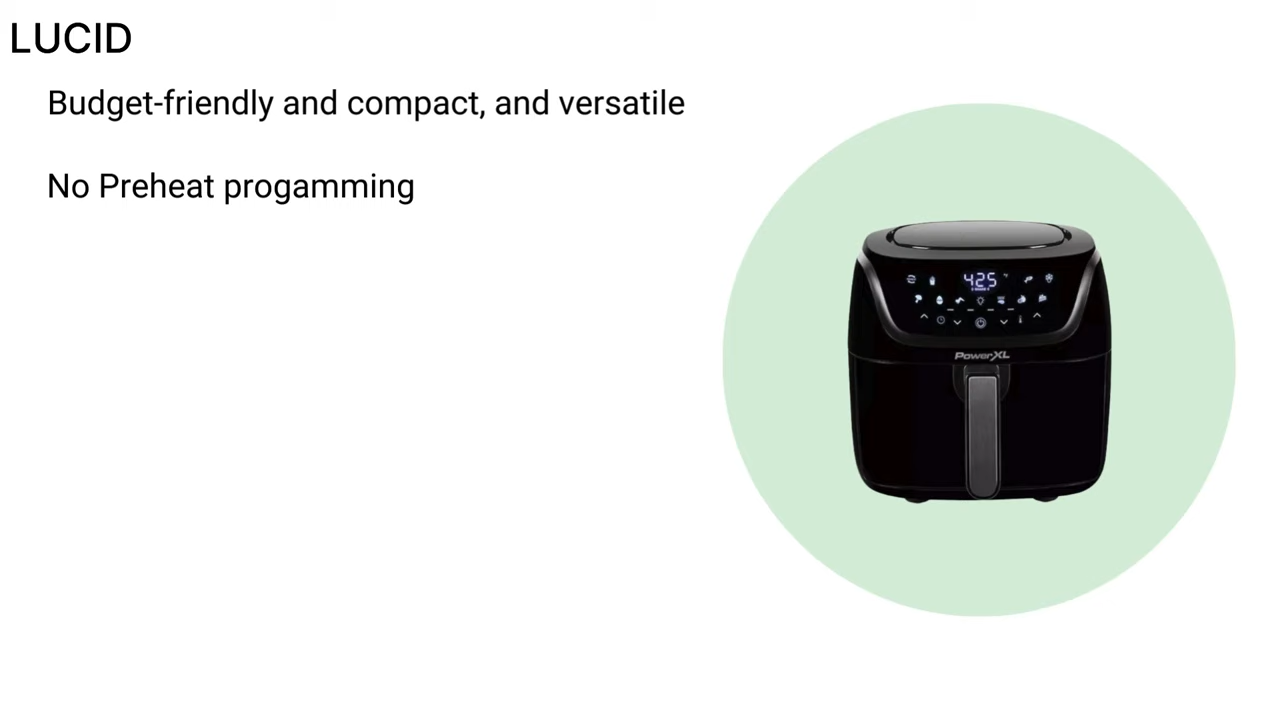 LUCID
Budget-friendly and compact, and versatile
No Preheat progamming
425
PowerXL